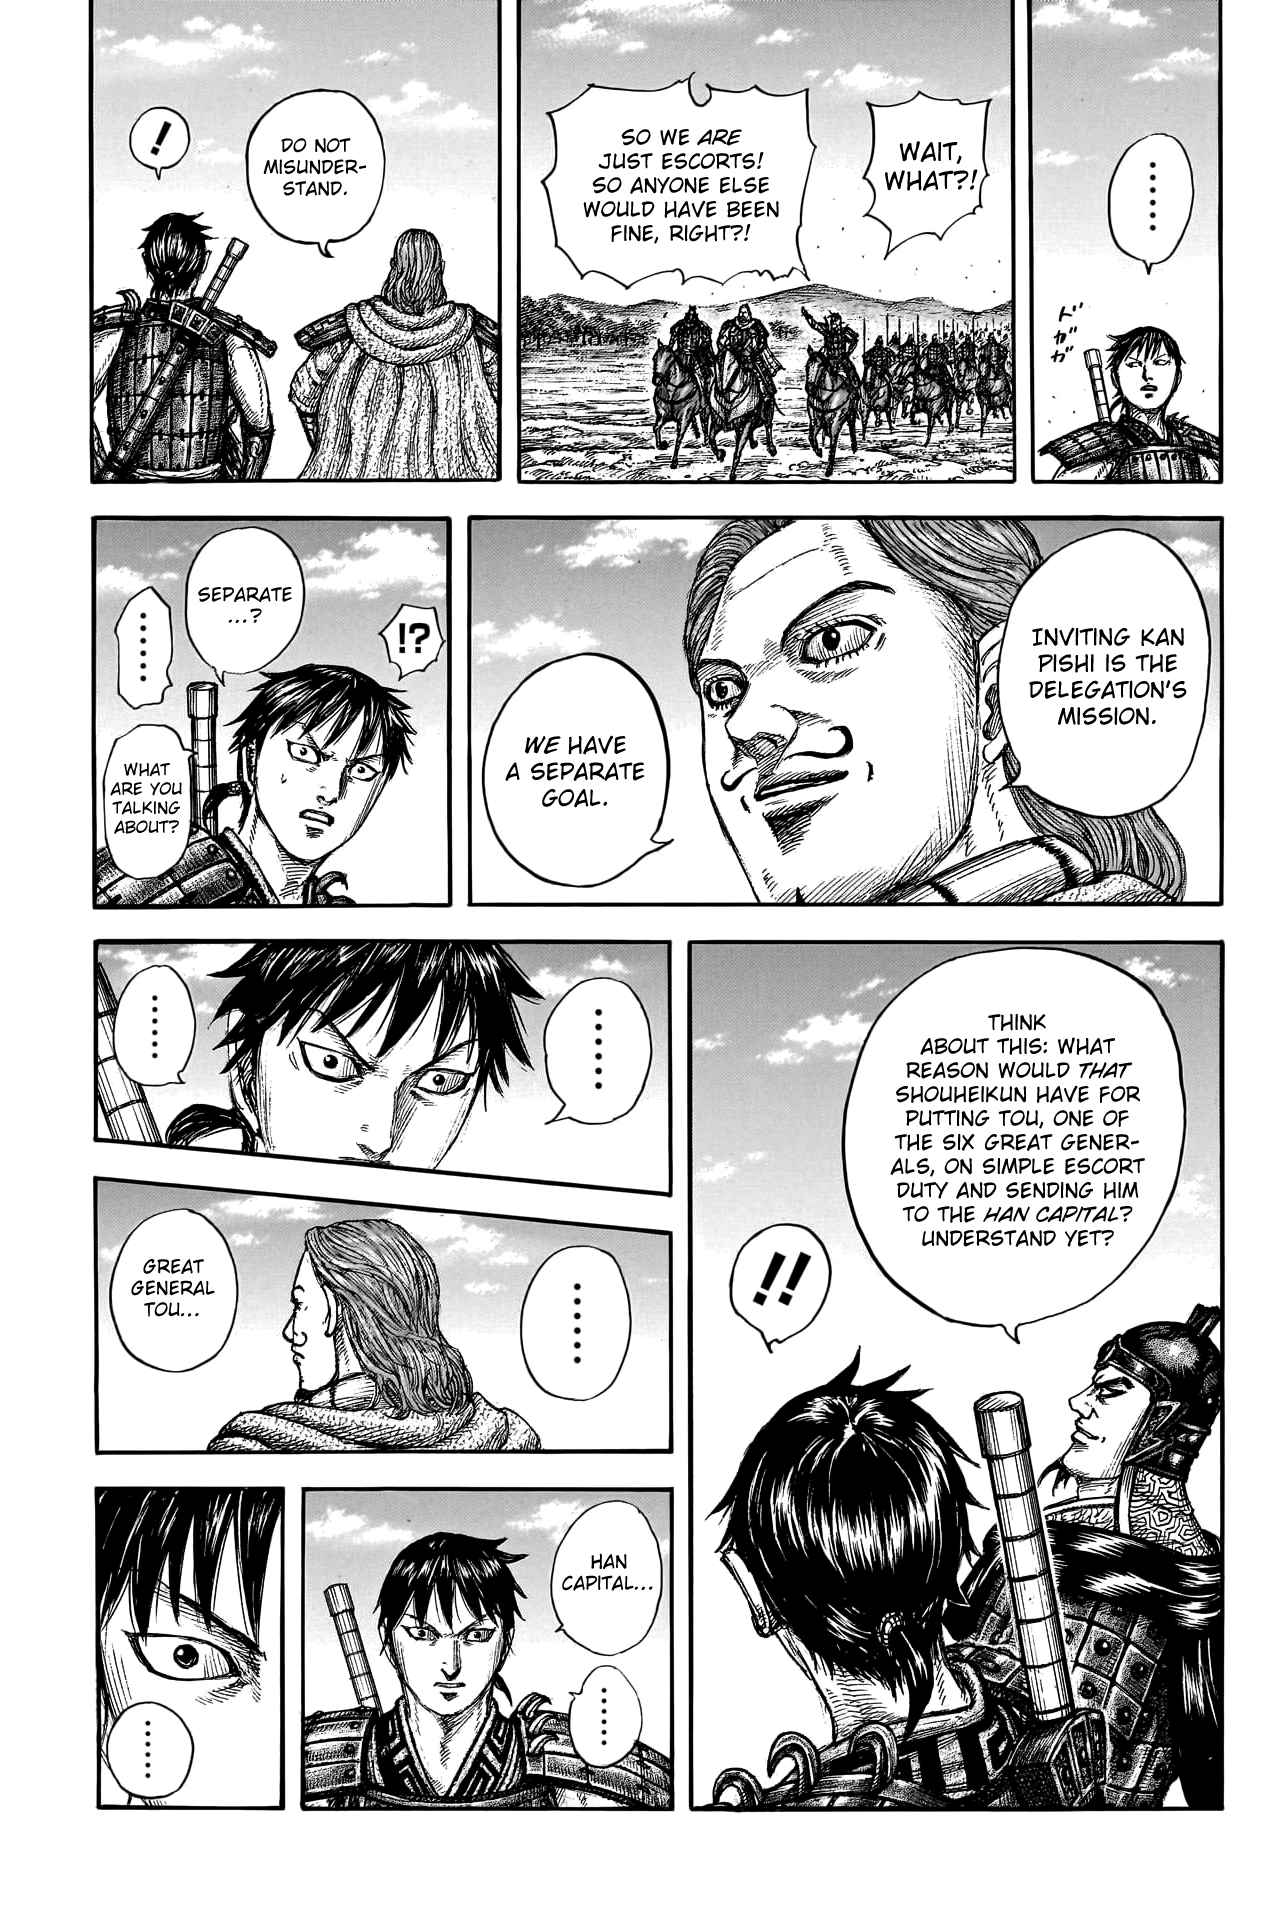 ......
ドガガ
WAIT,
WHAT?!
SO WE ARE
JUST ESCORTS!
SO ANYONE ELSE
WOULD HAVE BEEN
FINE, RIGHT?!
DO NOT
MISUNDER-
STAND.
!
INVITING KAN
PISHI IS THE
DELEGATION'S
MISSION.
WE HAVE
A SEPARATE
GOAL.
!?
SEPARATE
...?
......
WHAT
ARE YOU
TALKING
ABOUT?
THINK
ABOUT THIS: WHAT
REASON WOULD THAT
SHOUHEIKUN HAVE FOR
PUTTING TOU, ONE OF
THE SIX GREAT GENER-
ALS, ON SIMPLE ESCORT
DUTY AND SENDING HIM
TO THE HAN CAPITAL?
UNDERSTAND YET?
!!
......
......
......
GREAT
GENERAL
TOU...
HAN
CAPITAL...
......
......